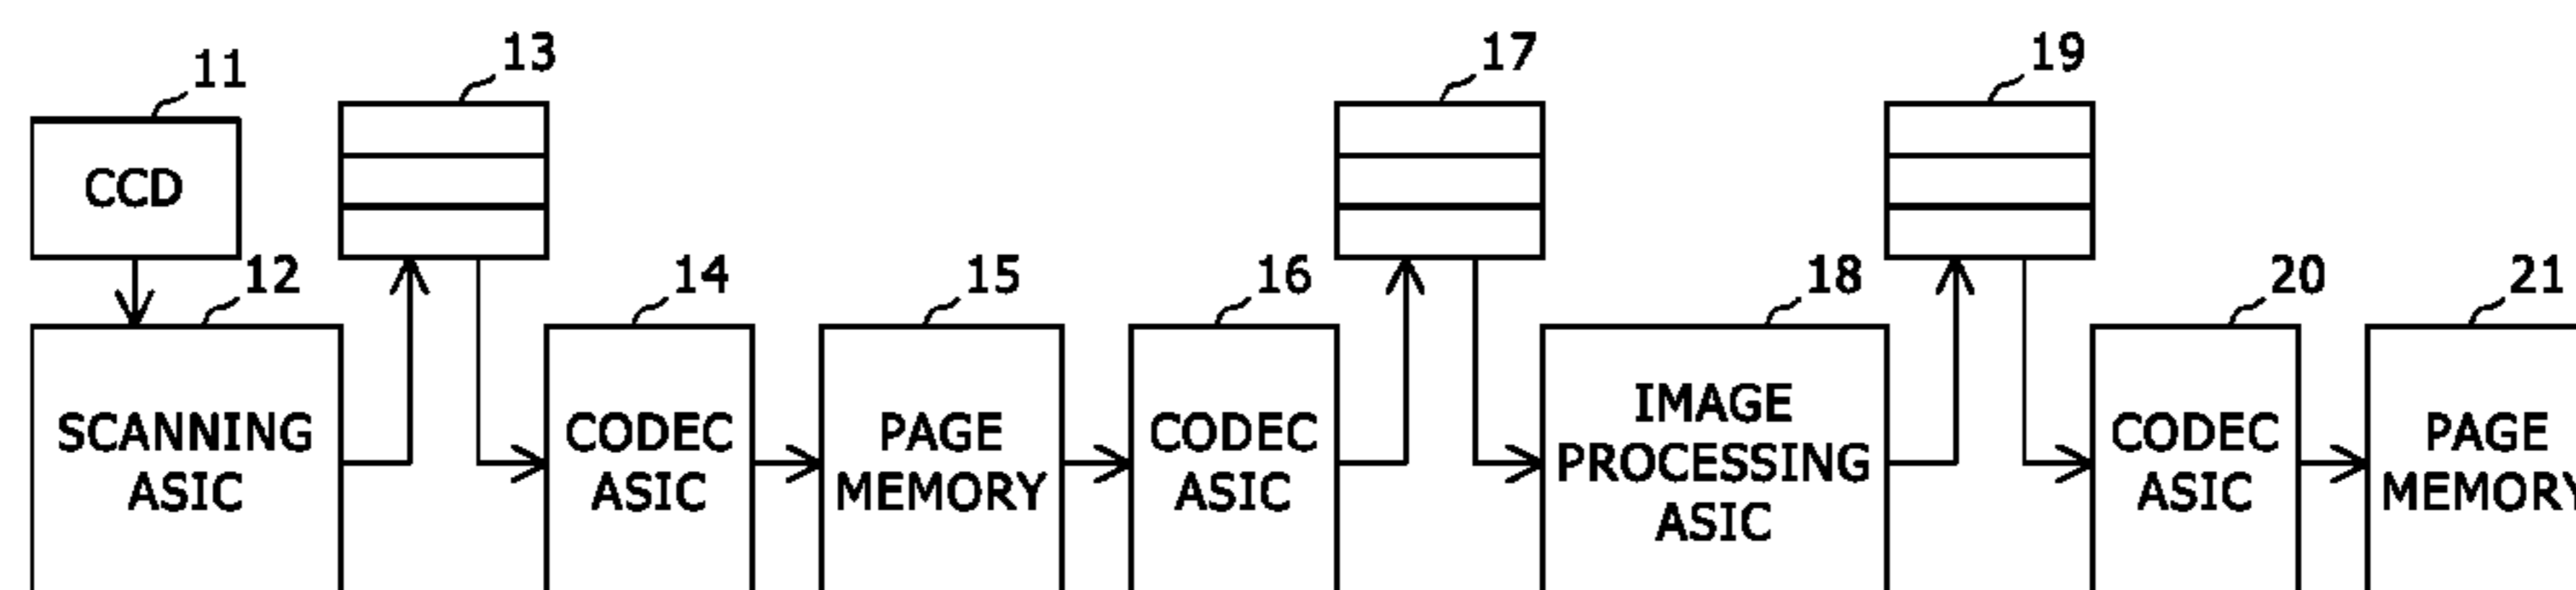 11
13
17
19
CCD
12
14
15
16
18
20
21
SCANNING
ASIC
CODEC
ASIC
PAGE
MEMORY
CODEC
ASIC
IMAGE
PROCESSING
ASIC
CODEC
ASIC
PAGE
MEMORY